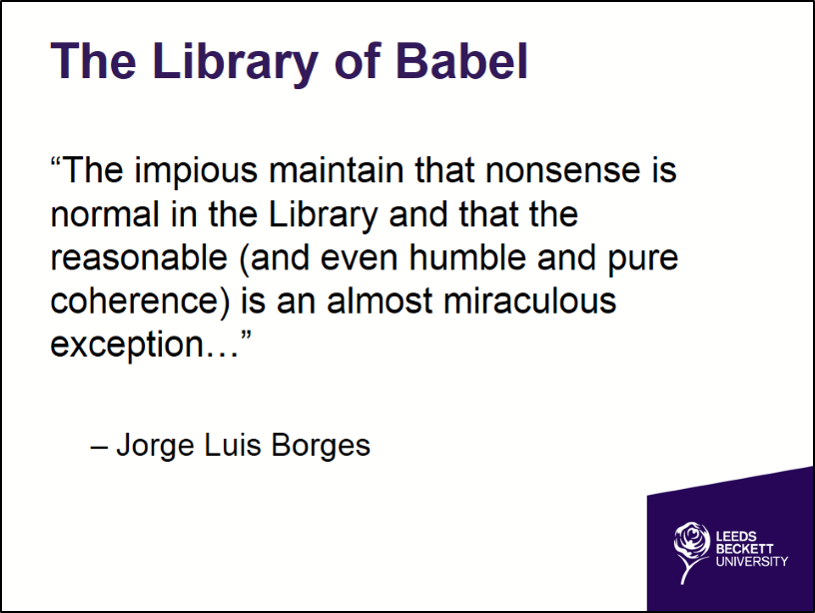 The Library of Babel
“The impious maintain that nonsense is
normal in the Library and that the
reasonable (and even humble and pure
coherence) is an almost miraculous
exception…”
– Jorge Luis Borges
LEEDS
BECKETT
UNIVERSITY